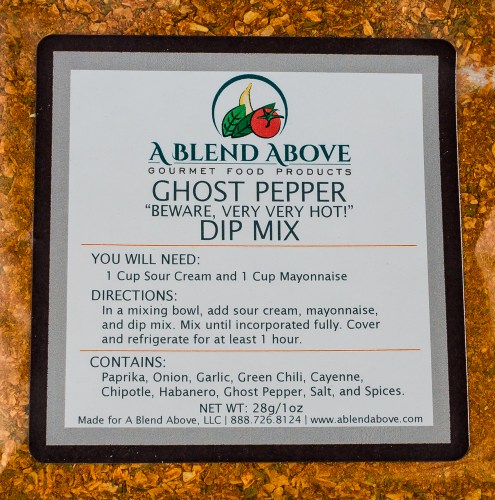 A BLEND ABOVE
GOURMET FOOD PRODUCTS
GHOST PEPPER
"BEWARE, VERY VERY HOT!"
DIP MIX
YOU WILL NEED:
1 Cup Sour Cream and 1 Cup Mayonnaise
DIRECTIONS:
In a mixing bowl, add sour cream, mayonnaise,
and dip mix. Mix until incorporated fully. Cover
and refrigerate for at least 1 hour.
CONTAINS:
Paprika, Onion, Garlic, Green Chili, Cayenne,
Chipotle, Habanero, Ghost Pepper, Salt, and Spices.
NET WT: 28g/1oz
Made for A Blend Above, LLC | 888.726.8124 | www.ablendabove.com